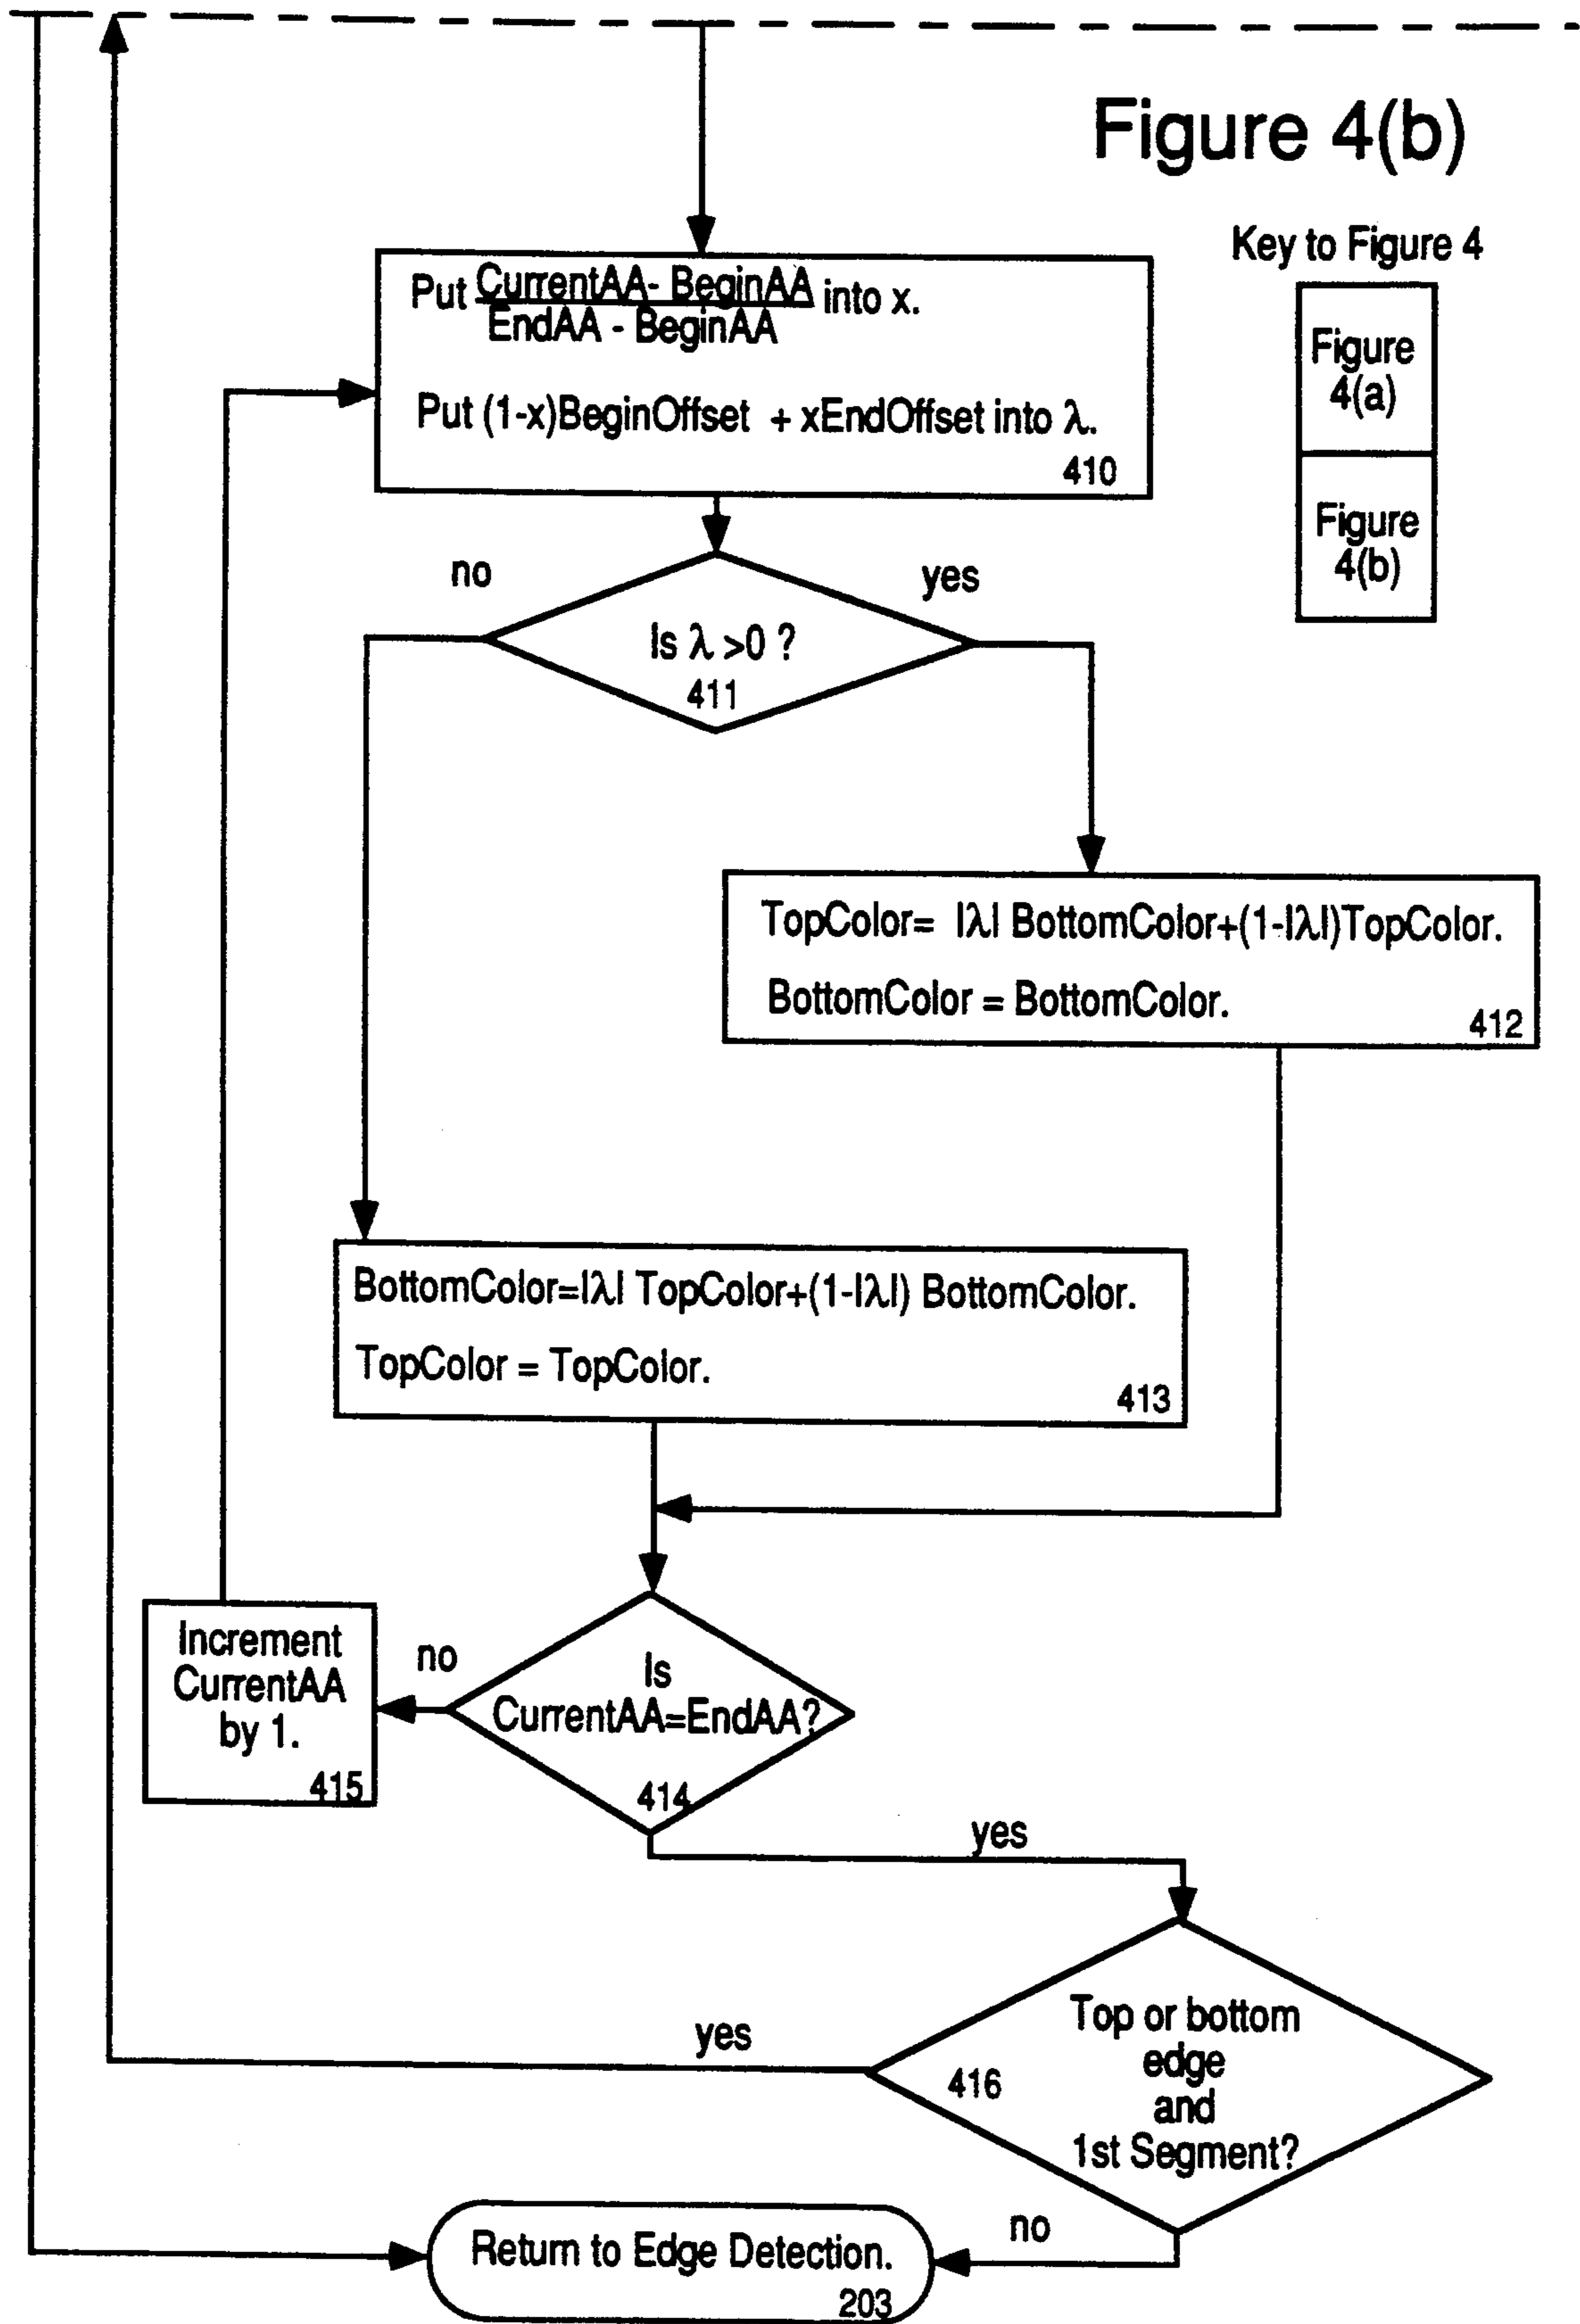 Figure 4(b)
Key to Figure 4
Figure
4(a)
Figure
4(b)
Put CurrentAA- BeginAA into x.
EndAA - BeginAA
Put (1-x)BeginOffset + xEndOffset into λ.
410
no
yes
Is λ >0 ?
411
TopColor= |λ| BottomColor+(1-|λ|)TopColor.
BottomColor = BottomColor.
412
BottomColor=|λ| TopColor+(1-|λ|) BottomColor.
TopColor = TopColor.
413
Increment
CurrentAA
by 1.
415
no
Is
CurrentAA=EndAA?
414
yes
yes
Top or bottom
edge
and
1st Segment?
416
no
Return to Edge Detection.
203